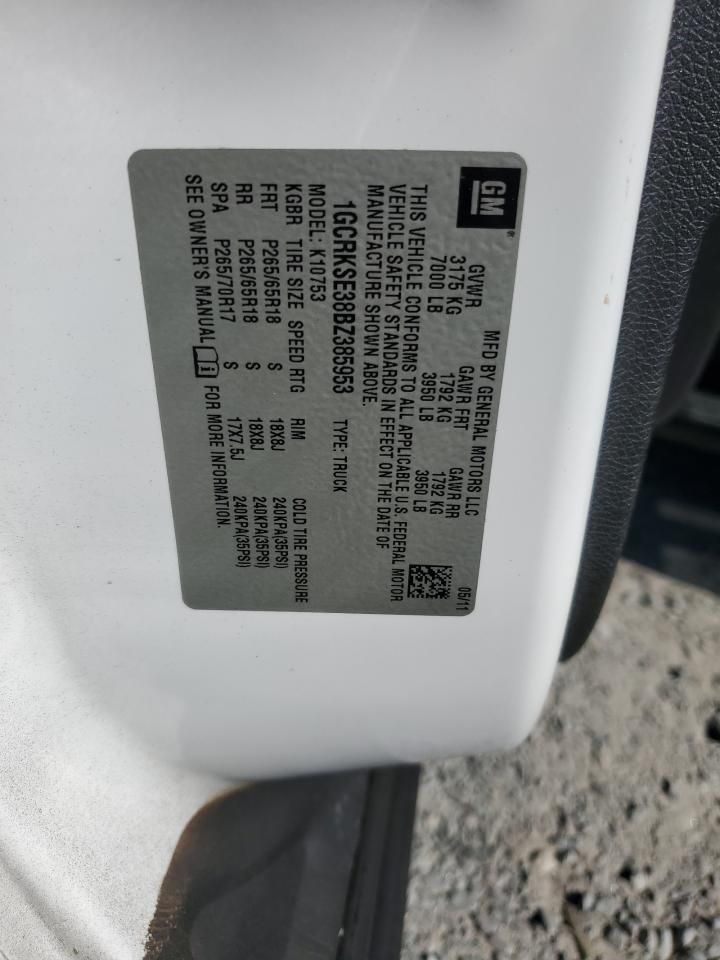 GM®
MFD BY GENERAL MOTORS LLC 05/11
GVWR GAWR FRT GAWR RR
3175 KG 1792 KG 1792 KG
7000 LB 3950 LB 3950 LB
THIS VEHICLE CONFORMS TO ALL APPLICABLE U.S. FEDERAL MOTOR
VEHICLE SAFETY STANDARDS IN EFFECT ON THE DATE OF
MANUFACTURE SHOWN ABOVE.
1GCRKSE38BZ385953 TYPE: TRUCK
MODEL: K10753
KGBR TIRE SIZE SPEED RTG RIM COLD TIRE PRESSURE
FRT P265/65R18 S 18X8J 240KPA(35PSI)
RR P265/65R18 S 18X8J 240KPA(35PSI)
SPA P265/70R17 S 17X7.5J 240KPA(35PSI)
SEE OWNER'S MANUAL i FOR MORE INFORMATION.